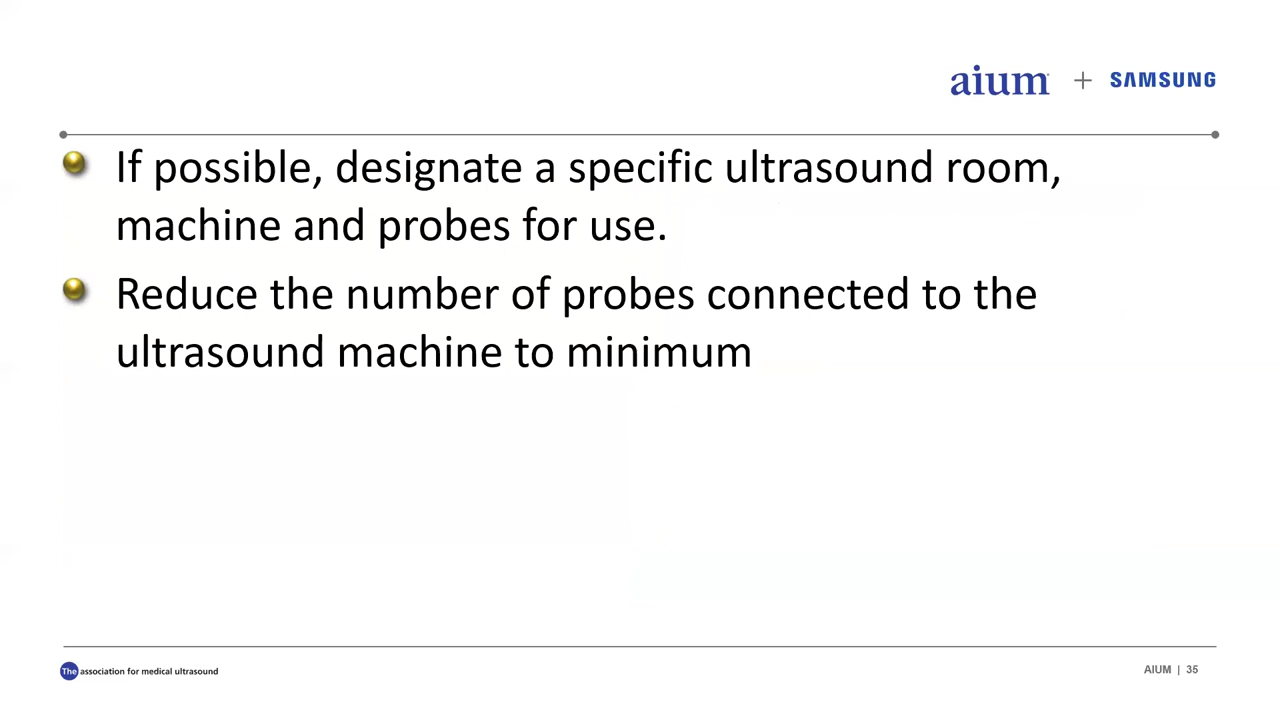 aium + SAMSUNG
If possible, designate a specific ultrasound room,
machine and probes for use.
Reduce the number of probes connected to the
ultrasound machine to minimum
The association for medical ultrasound
AIUM | 35